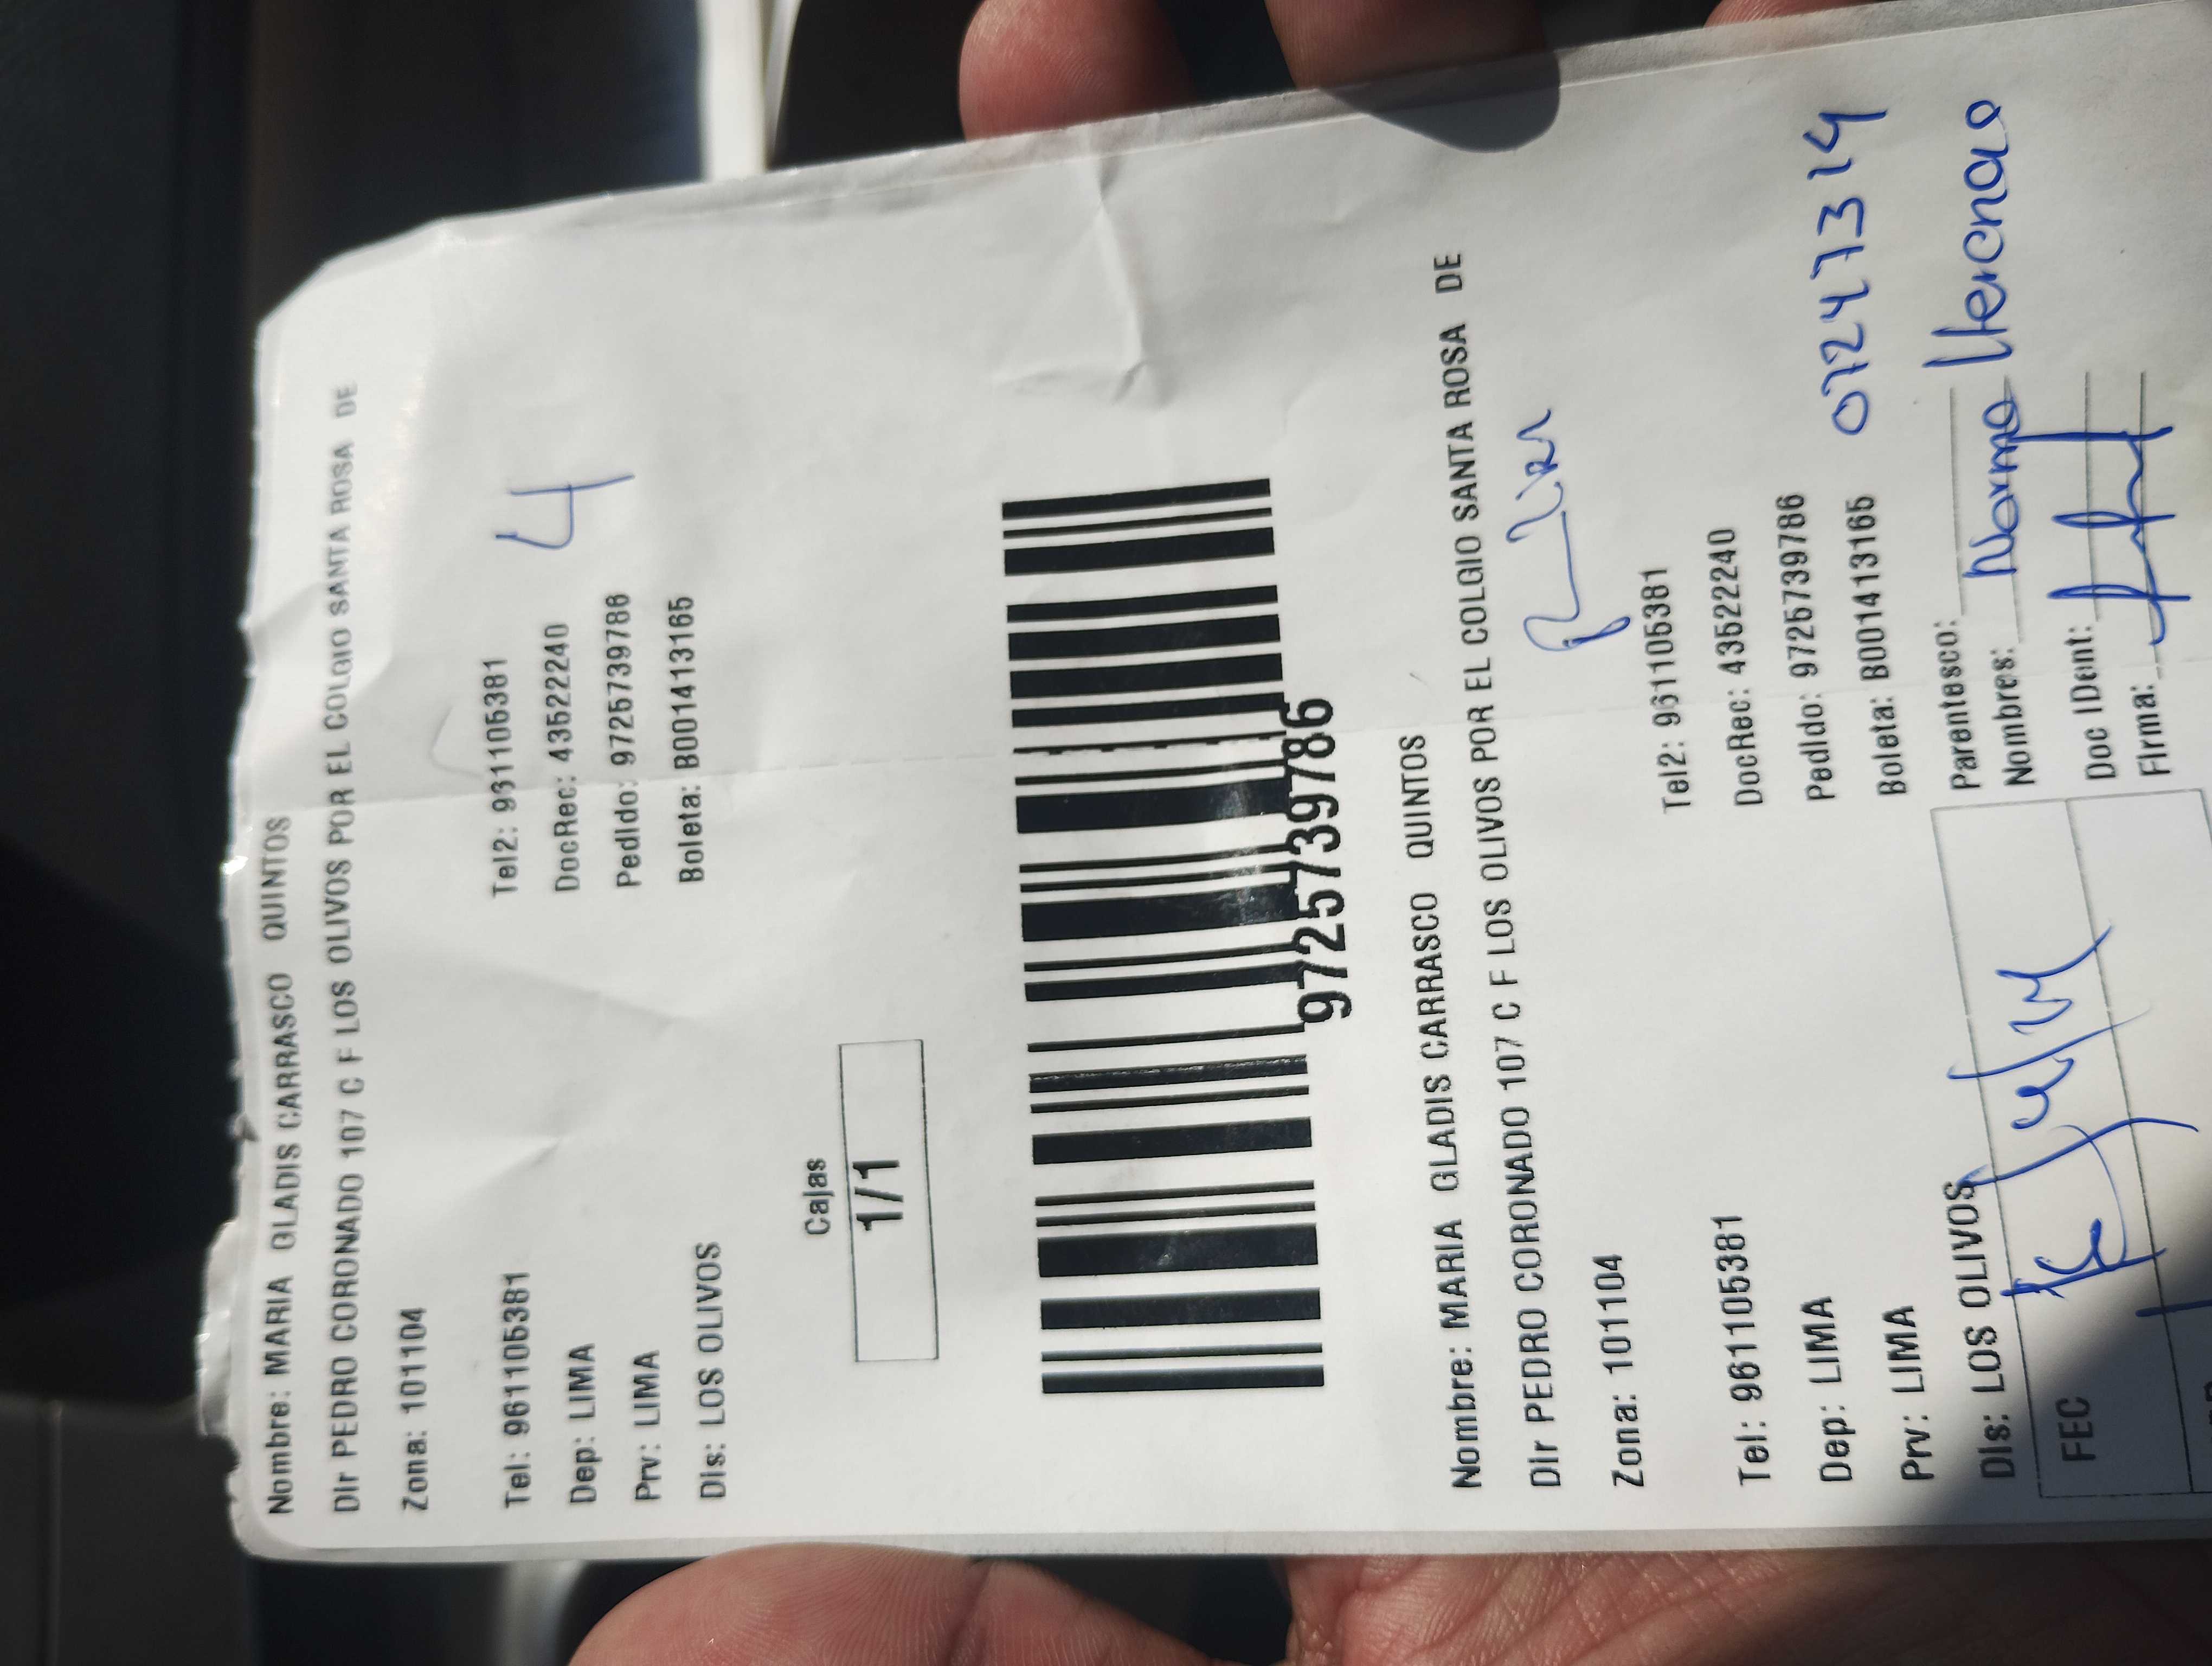 Nombre: MARIA GLADIS CARRASCO QUINTOS
DIr PEDRO CORONADO 107 C F LOS OLIVOS POR EL COLGIO SANTA ROSA DE
Zona: 101104
Tel: 961105381 Tel2: 961105381
4
Dep: LIMA DocRec: 43522240
Prv: LIMA PedIdo: 9725739786
DIs: LOS OLIVOS Boleta: B001413165
Cajas
1/1
9725739786
Nombre: MARIA GLADIS CARRASCO QUINTOS
DIr PEDRO CORONADO 107 C F LOS OLIVOS POR EL COLGIO SANTA ROSA DE
Zona: 101104
Tel: 961105381 Tel2: 961105381
Dep: LIMA DocRec: 43522240
Prv: LIMA PedIdo: 9725739786
DIs: LOS OLIVOS Boleta: B001413165 07247314
Parentesco:
Nombres: Norma
FEC Doc IDent:
FIrma: